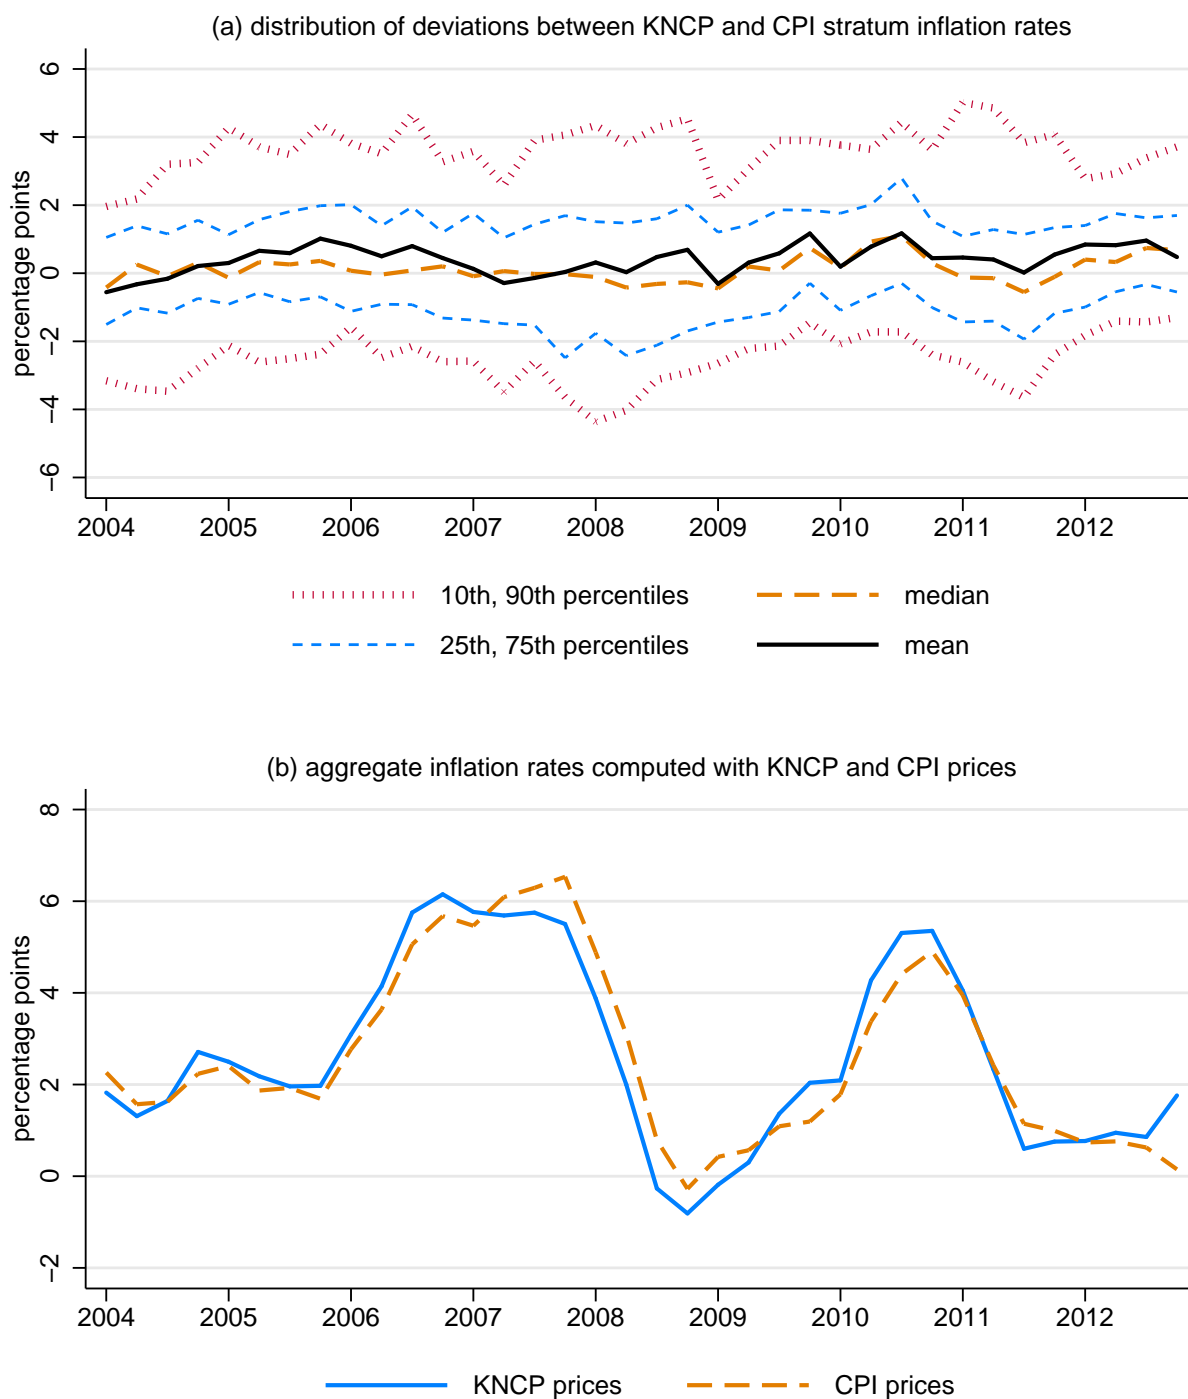 (a) distribution of deviations between KNCP and CPI stratum inflation rates
percentage points
6
4
2
0
−2
−4
−6
2004 2005 2006 2007 2008 2009 2010 2011 2012
10th, 90th percentiles median
25th, 75th percentiles mean
(b) aggregate inflation rates computed with KNCP and CPI prices
percentage points
8
6
4
2
0
−2
2004 2005 2006 2007 2008 2009 2010 2011 2012
KNCP prices CPI prices